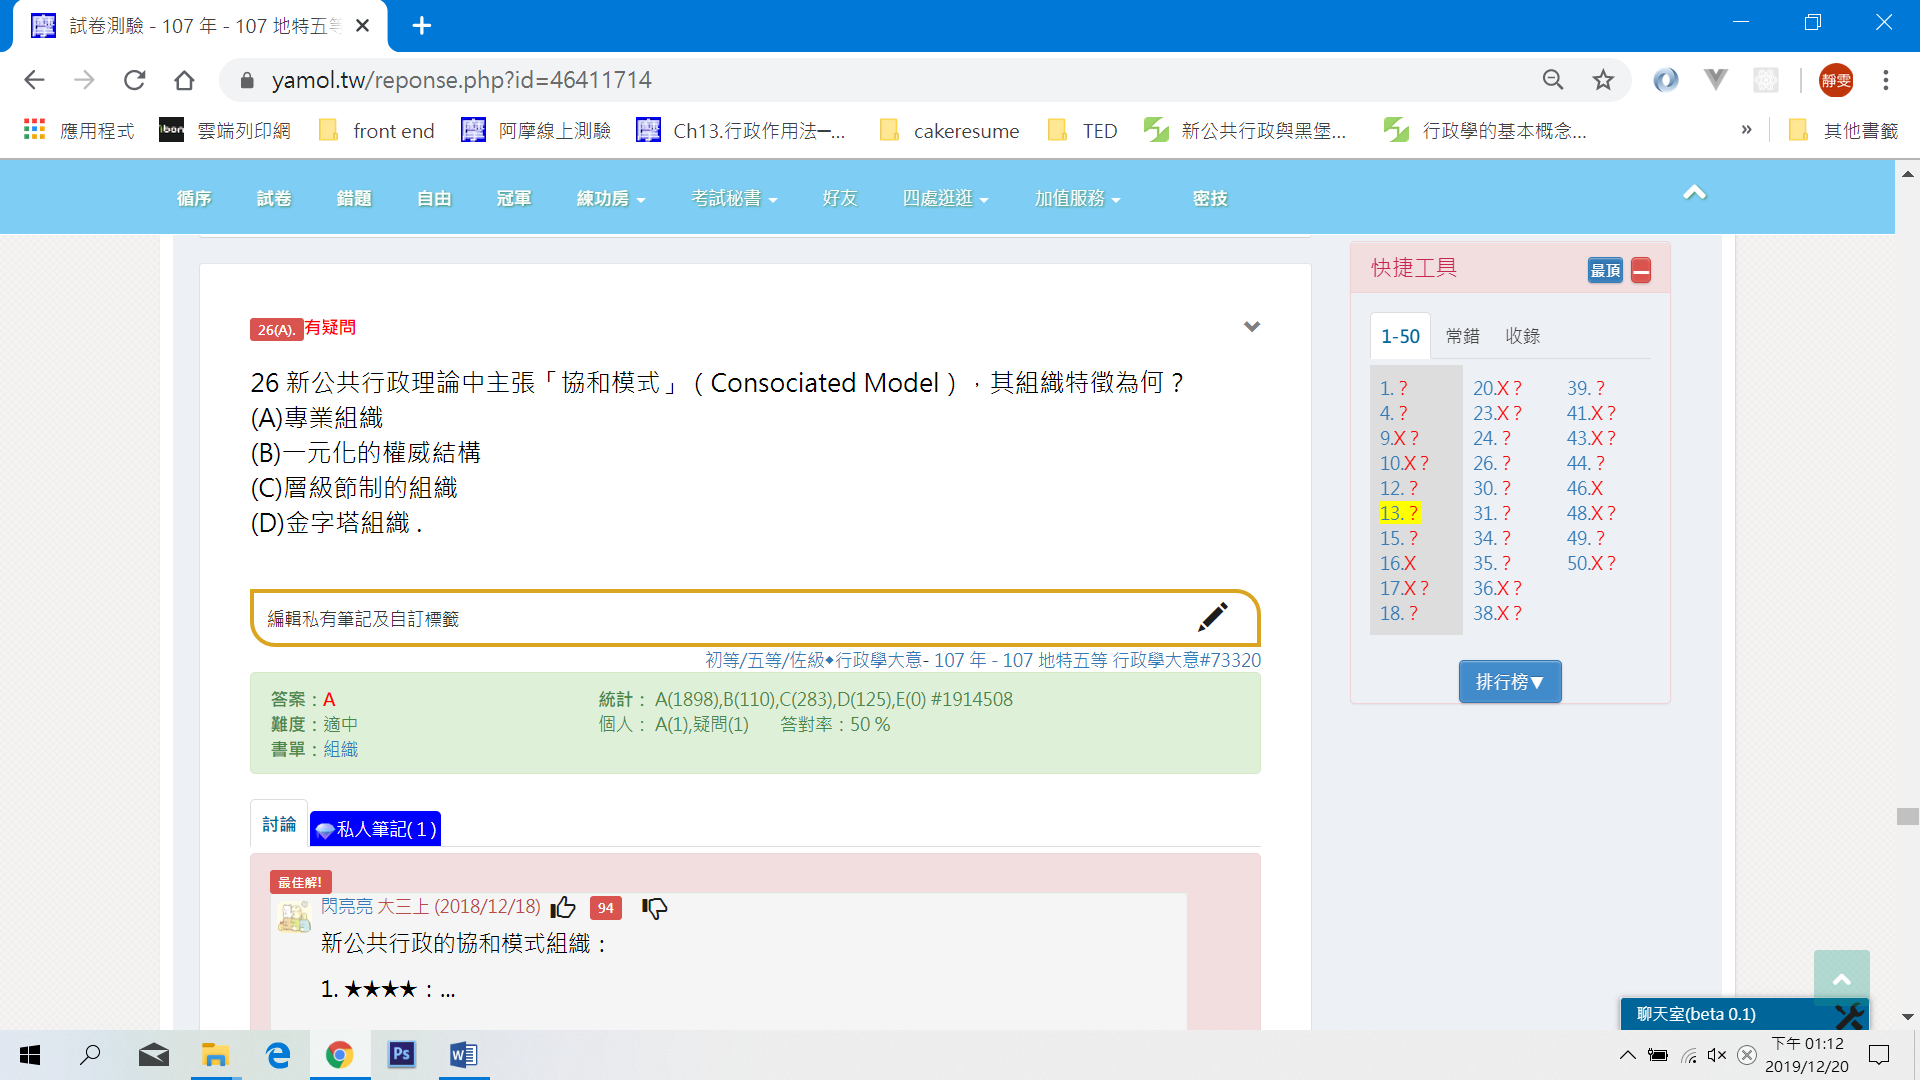 試卷測驗 - 107 年 - 107 地特五等
yamol.tw/reponse.php?id=46411714
靜雯
應用程式
ibon
雲端列印網
front end
摩
阿摩線上測驗
摩
Ch13.行政作用法─...
cakeresume
TED
新公共行政與黑堡...
行政學的基本概念...
»
其他書籤
循序
試卷
錯題
自由
冠軍
練功房
考試秘書
好友
四處逛逛
加值服務
密技
26(A).有疑問
26 新公共行政理論中主張「協和模式」（Consociated Model），其組織特徵為何？
(A)專業組織
(B)一元化的權威結構
(C)層級節制的組織
(D)金字塔組織 .
編輯私有筆記及自訂標籤
初等/五等/佐級◆行政學大意- 107 年 - 107 地特五等 行政學大意#73320
答案：A
統計： A(1898),B(110),C(283),D(125),E(0) #1914508
難度：適中
個人： A(1),疑問(1) 答對率：50 %
書單：組織
討論
私人筆記( 1 )
最佳解!
閃亮亮 大三上 (2018/12/18) 94
新公共行政的協和模式組織：
1. ★★★★：...
快捷工具
最頂
1-50 常錯 收錄
1. ?
4. ?
9.X ?
10.X ?
12. ?
13. ?
15. ?
16.X
17.X ?
18. ?
20.X ?
23.X ?
24. ?
26. ?
30. ?
31. ?
34. ?
35. ?
36.X ?
38.X ?
39. ?
41.X ?
43.X ?
44. ?
46.X
48.X ?
49. ?
50.X ?
排行榜▼
聊天室(beta 0.1)
Ps
下午 01:12
2019/12/20